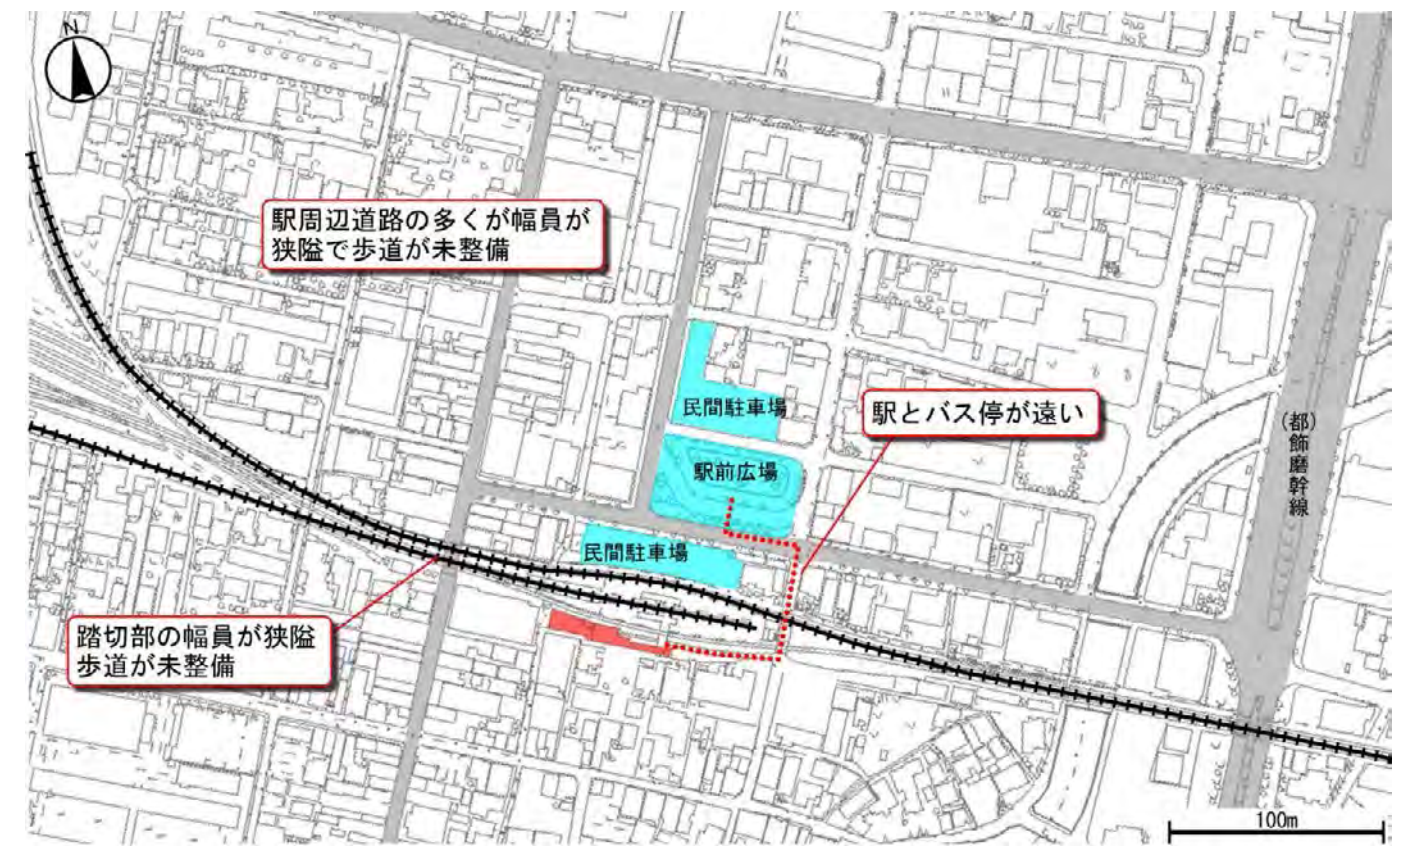 N
駅周辺道路の多くが幅員が
狭隘で歩道が未整備
民間駐車場
駅とバス停が遠い
(都)飾磨幹線
駅前広場
民間駐車場
踏切部の幅員が狭隘
歩道が未整備
100m